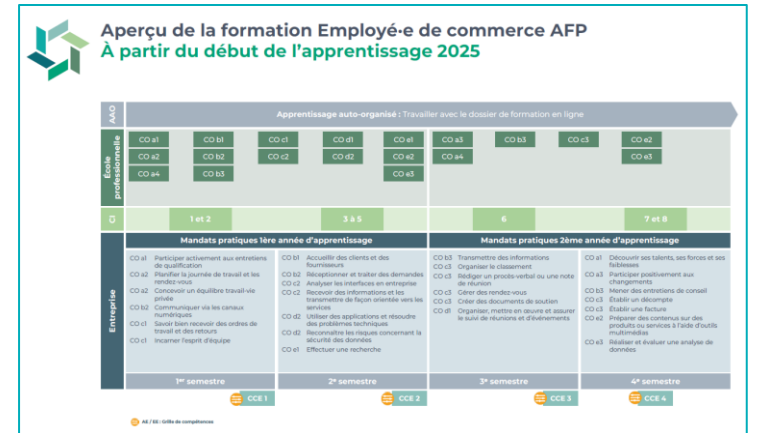 Aperçu de la formation Employé·e de commerce AFP
À partir du début de l'apprentissage 2025
AAO
Apprentissage auto-organisé : Travailler avec le dossier de formation en ligne
École professionnelle
CO a1 CO b1 CO c1 CO d1 CO e1 CO a3 CO b3 CO c3 CO e2
CO a2 CO b2 CO c2 CO d2 CO e2 CO a4 CO e3
CO a4 CO b3 CO e3
CI
1 et 2 3 à 5 6 7 et 8
Entreprise
Mandats pratiques 1ère année d'apprentissage
CO a1 Participer activement aux entretiens
de qualification
CO a2 Planifier la journée de travail et les
rendez-vous
CO a2 Concevoir un équilibre travail-vie
privée
CO b2 Communiquer via les canaux
numériques
CO c1 Savoir bien recevoir des ordres de
travail et des retours
CO c1 Incarner l'esprit d'équipe
CO b1 Accueillir des clients et des
fournisseurs
CO b2 Réceptionner et traiter des demandes
CO c2 Analyser les interfaces en entreprise
CO c2 Recevoir des informations et les
transmettre de façon orientée vers les
services
CO d2 Utiliser des applications et résoudre
des problèmes techniques
CO d2 Reconnaître les risques concernant la
sécurité des données
CO e1 Effectuer une recherche
Mandats pratiques 2ème année d'apprentissage
CO b3 Transmettre des informations
CO c3 Organiser le classement
CO c3 Rédiger un procès-verbal ou une note
de réunion
CO c3 Gérer des rendez-vous
CO c3 Créer des documents de soutien
CO d1 Organiser, mettre en œuvre et assurer
le suivi de réunions et d'événements
CO a1 Découvrir ses talents, ses forces et ses
faiblesses
CO a3 Participer positivement aux
changements
CO b3 Mener des entretiens de conseil
CO c3 Établir un décompte
CO c3 Établir une facture
CO e2 Préparer des contenus sur des
produits ou services à l'aide d'outils
multimédias
CO e3 Réaliser et évaluer une analyse de
données
1er semestre 2e semestre 3e semestre 4e semestre
CCE 1 CCE 2 CCE 3 CCE 4
AE / EE : Grille de compétences